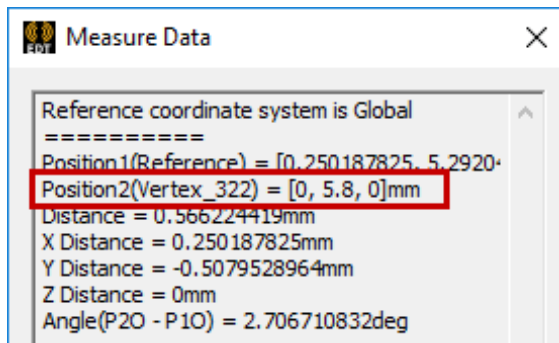 EDT
Measure Data
Reference coordinate system is Global
==========
Position1(Reference) = [0.250187825, 5.2920
Position2(Vertex_322) = [0, 5.8, 0]mm
Distance = 0.566224419mm
X Distance = 0.250187825mm
Y Distance = -0.5079528964mm
Z Distance = 0mm
Angle(P2O - P1O) = 2.706710832deg